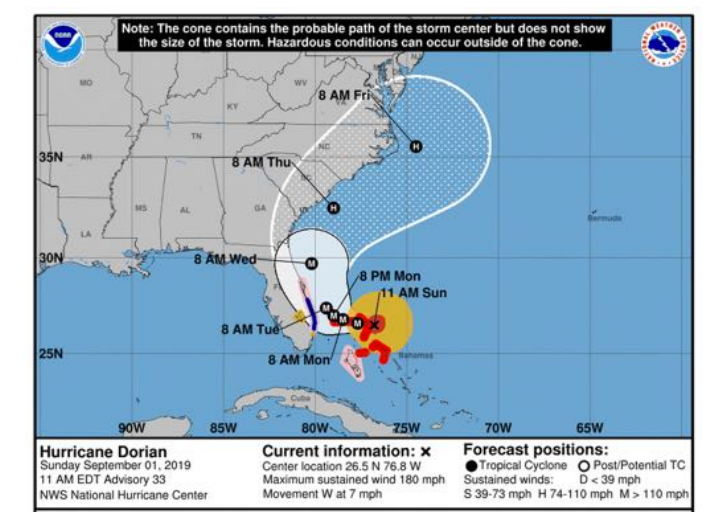 Note: The cone contains the probable path of the storm center but does not show
the size of the storm. Hazardous conditions can occur outside of the cone.
NOAA
8 AM Fri
MO
KY
WV
VA
NJ
TN
NC
35N
AR
8 AM Thu
SC
H
H
MS
AL
GA
LA
Bermuda
30N
8 AM Wed
M
8 PM Mon
11 AM Sun
M
M
M
M
8 AM Tue
25N
8 AM Mon
Bahamas
Cuba
90W
85W
80W
75W
70W
65W
Hurricane Dorian
Sunday September 01, 2019
11 AM EDT Advisory 33
NWS National Hurricane Center
Current information: ×
Center location 26.5 N 76.8 W
Maximum sustained wind 180 mph
Movement W at 7 mph
Forecast positions:
● Tropical Cyclone ○ Post/Potential TC
Sustained winds: D < 39 mph
S 39-73 mph H 74-110 mph M > 110 mph